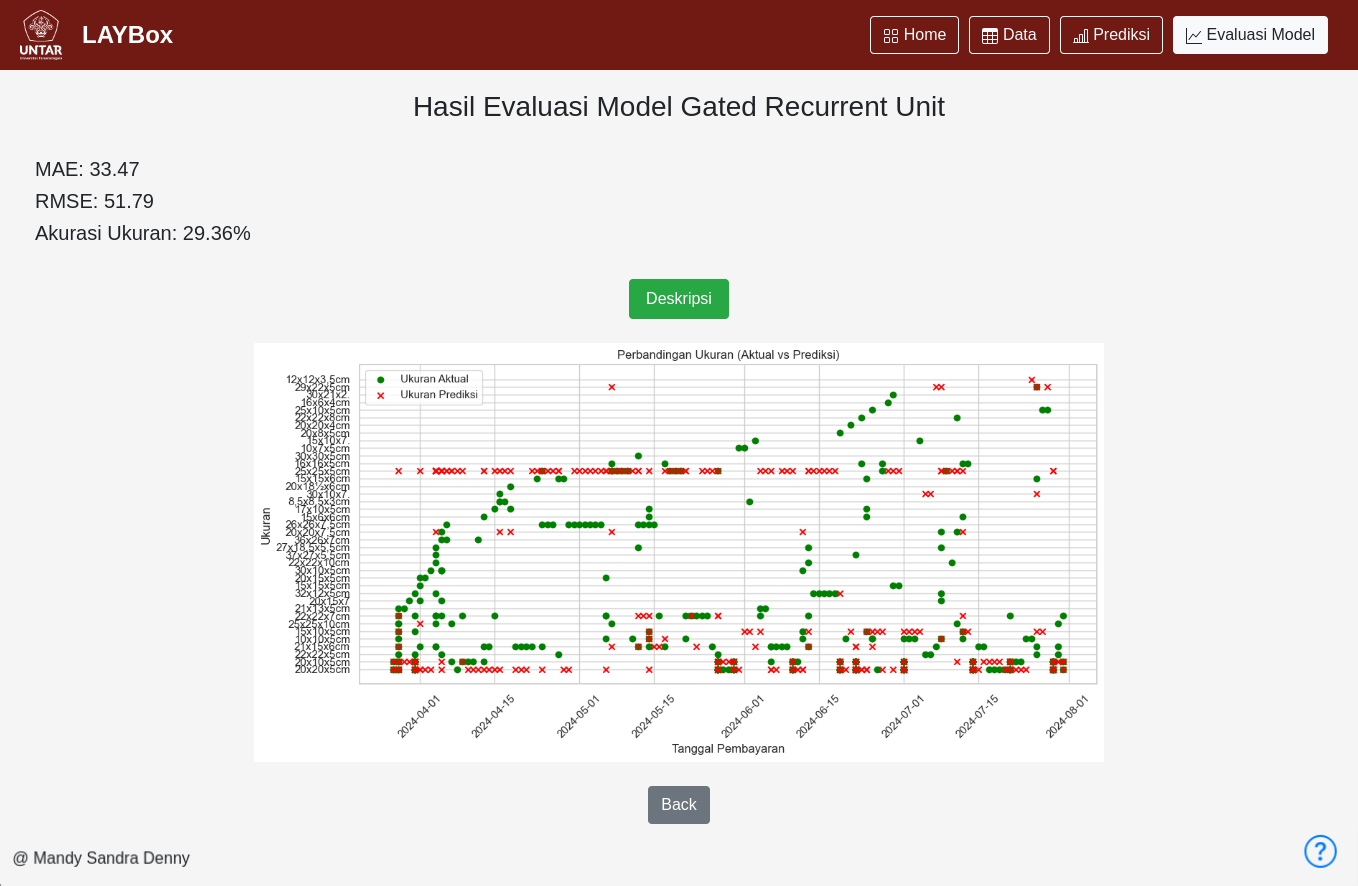 UNTAR
LAYBox
Home
Data
Prediksi
Evaluasi Model
Hasil Evaluasi Model Gated Recurrent Unit
MAE: 33.47
RMSE: 51.79
Akurasi Ukuran: 29.36%
Deskripsi
Perbandingan Ukuran (Aktual vs Prediksi)
Ukuran Aktual
Ukuran Prediksi
12x12x3.5cm
29x22x5cm
30x21x2.
16x6x4cm
25x10x5cm
22x22x8cm
20x20x4cm
20x8x5cm
15x10x7.
10x7x5cm
30x30x5cm
16x16x5cm
25x25x5cm
15x15x6cm
20x18½x6cm
30x10x7.
8.5x8.5x3cm
17x10x5cm
15x6x6cm
26x26x7.5cm
20x20x7.5cm
36x26x7cm
27x18.5x5.5cm
37x27x5.5cm
22x22x10cm
30x10x5cm
20x15x5cm
15x15x5cm
32x12x5cm
20x15x7
21x13x5cm
22x22x7cm
25x25x10cm
15x10x5cm
10x10x5cm
21x15x6cm
22x22x5cm
20x10x5cm
20x20x5cm
Ukuran
2024-04-01
2024-04-15
2024-05-01
2024-05-15
2024-06-01
2024-06-15
2024-07-01
2024-07-15
2024-08-01
Tanggal Pembayaran
Back
@ Mandy Sandra Denny
?